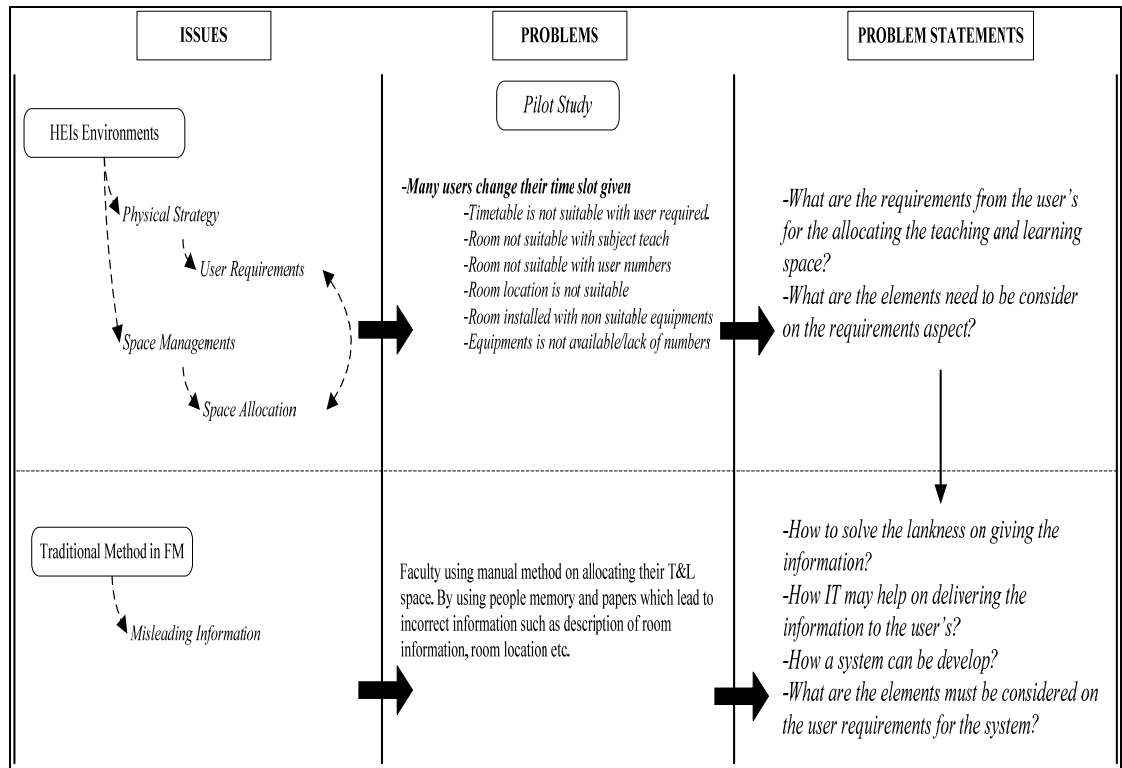 ISSUES
PROBLEMS
PROBLEM STATEMENTS
HEIs Environments
Physical Strategy
User Requirements
Space Managements
Space Allocation
Pilot Study
-Many users change their time slot given
-Timetable is not suitable with user required.
-Room not suitable with subject teach
-Room not suitable with user numbers
-Room location is not suitable
-Room installed with non suitable equipments
-Equipments is not available/lack of numbers
-What are the requirements from the user's
for the allocating the teaching and learning
space?
-What are the elements need to be consider
on the requirements aspect?
Traditional Method in FM
Misleading Information
Faculty using manual method on allocating their T&L
space. By using people memory and papers which lead to
incorrect information such as description of room
information, room location etc.
-How to solve the lankness on giving the
information?
-How IT may help on delivering the
information to the user's?
-How a system can be develop?
-What are the elements must be considered on
the user requirements for the system?